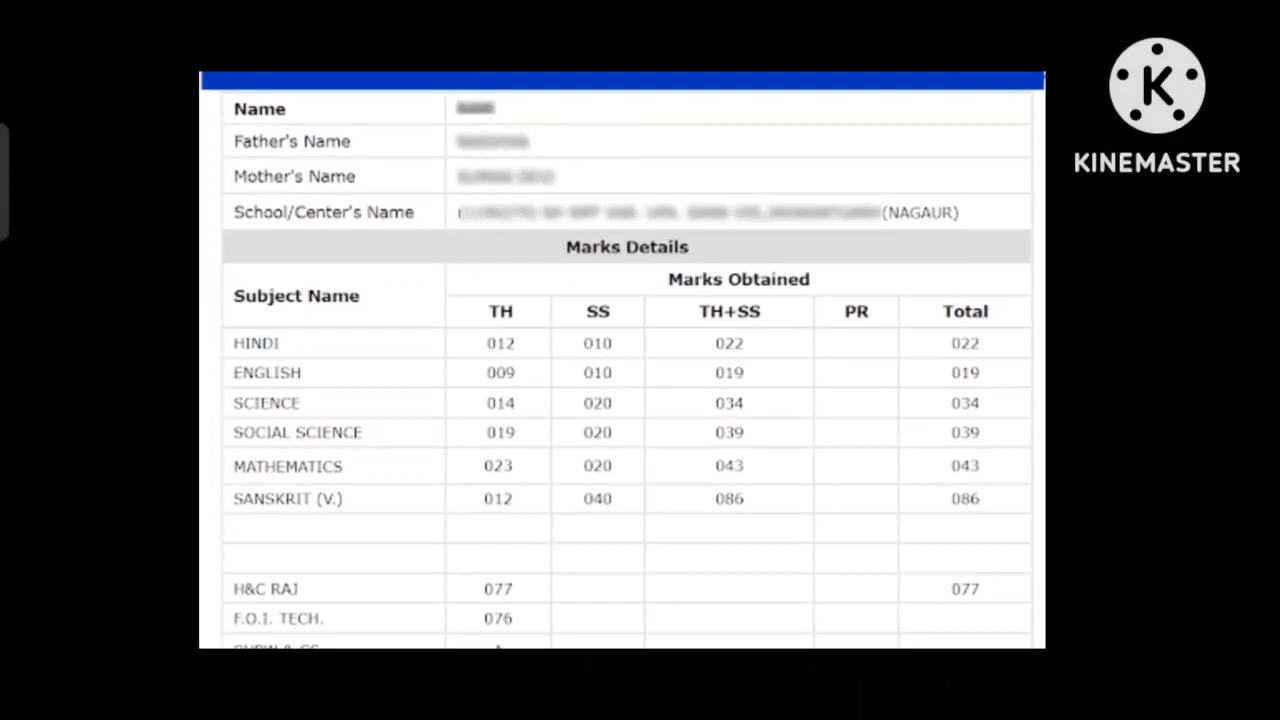 K
KINEMASTER
Name
Father's Name
Mother's Name
School/Center's Name (NAGAUR)
Marks Details
Subject Name Marks Obtained
TH SS TH+SS PR Total
HINDI 012 010 022 022
ENGLISH 009 010 019 019
SCIENCE 014 020 034 034
SOCIAL SCIENCE 019 020 039 039
MATHEMATICS 023 020 043 043
SANSKRIT (V.) 012 040 086 086
H&C RAJ 077 077
F.O.I. TECH. 076